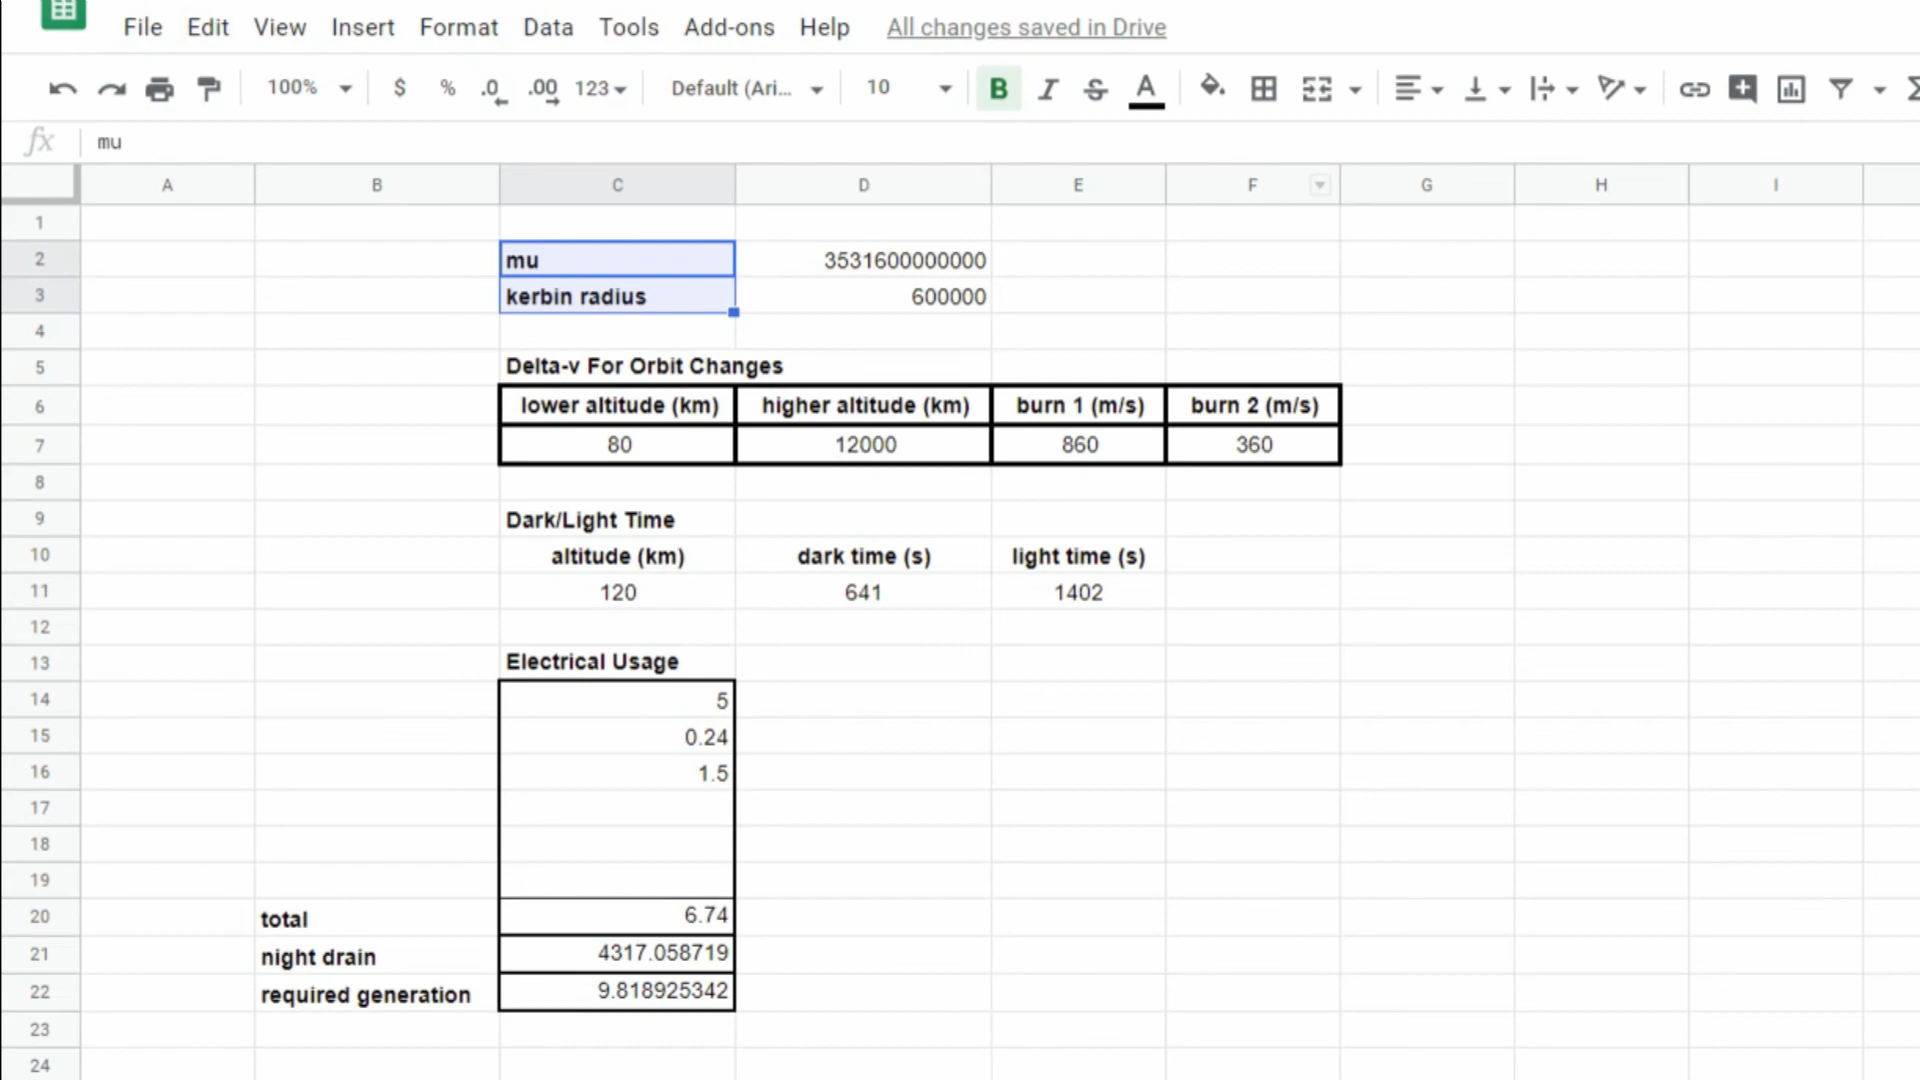 File Edit View Insert Format Data Tools Add-ons Help All changes saved in Drive
100% $ % .0 .00 123 Default (Ari... 10 B I S A
fx mu
A B C D E F G H I
1
2 mu 3531600000000
3 kerbin radius 600000
4
5 Delta-v For Orbit Changes
6 lower altitude (km) higher altitude (km) burn 1 (m/s) burn 2 (m/s)
7 80 12000 860 360
8
9 Dark/Light Time
10 altitude (km) dark time (s) light time (s)
11 120 641 1402
12
13 Electrical Usage
14 5
15 0.24
16 1.5
17
18
19
20 total 6.74
21 night drain 4317.058719
22 required generation 9.818925342
23
24